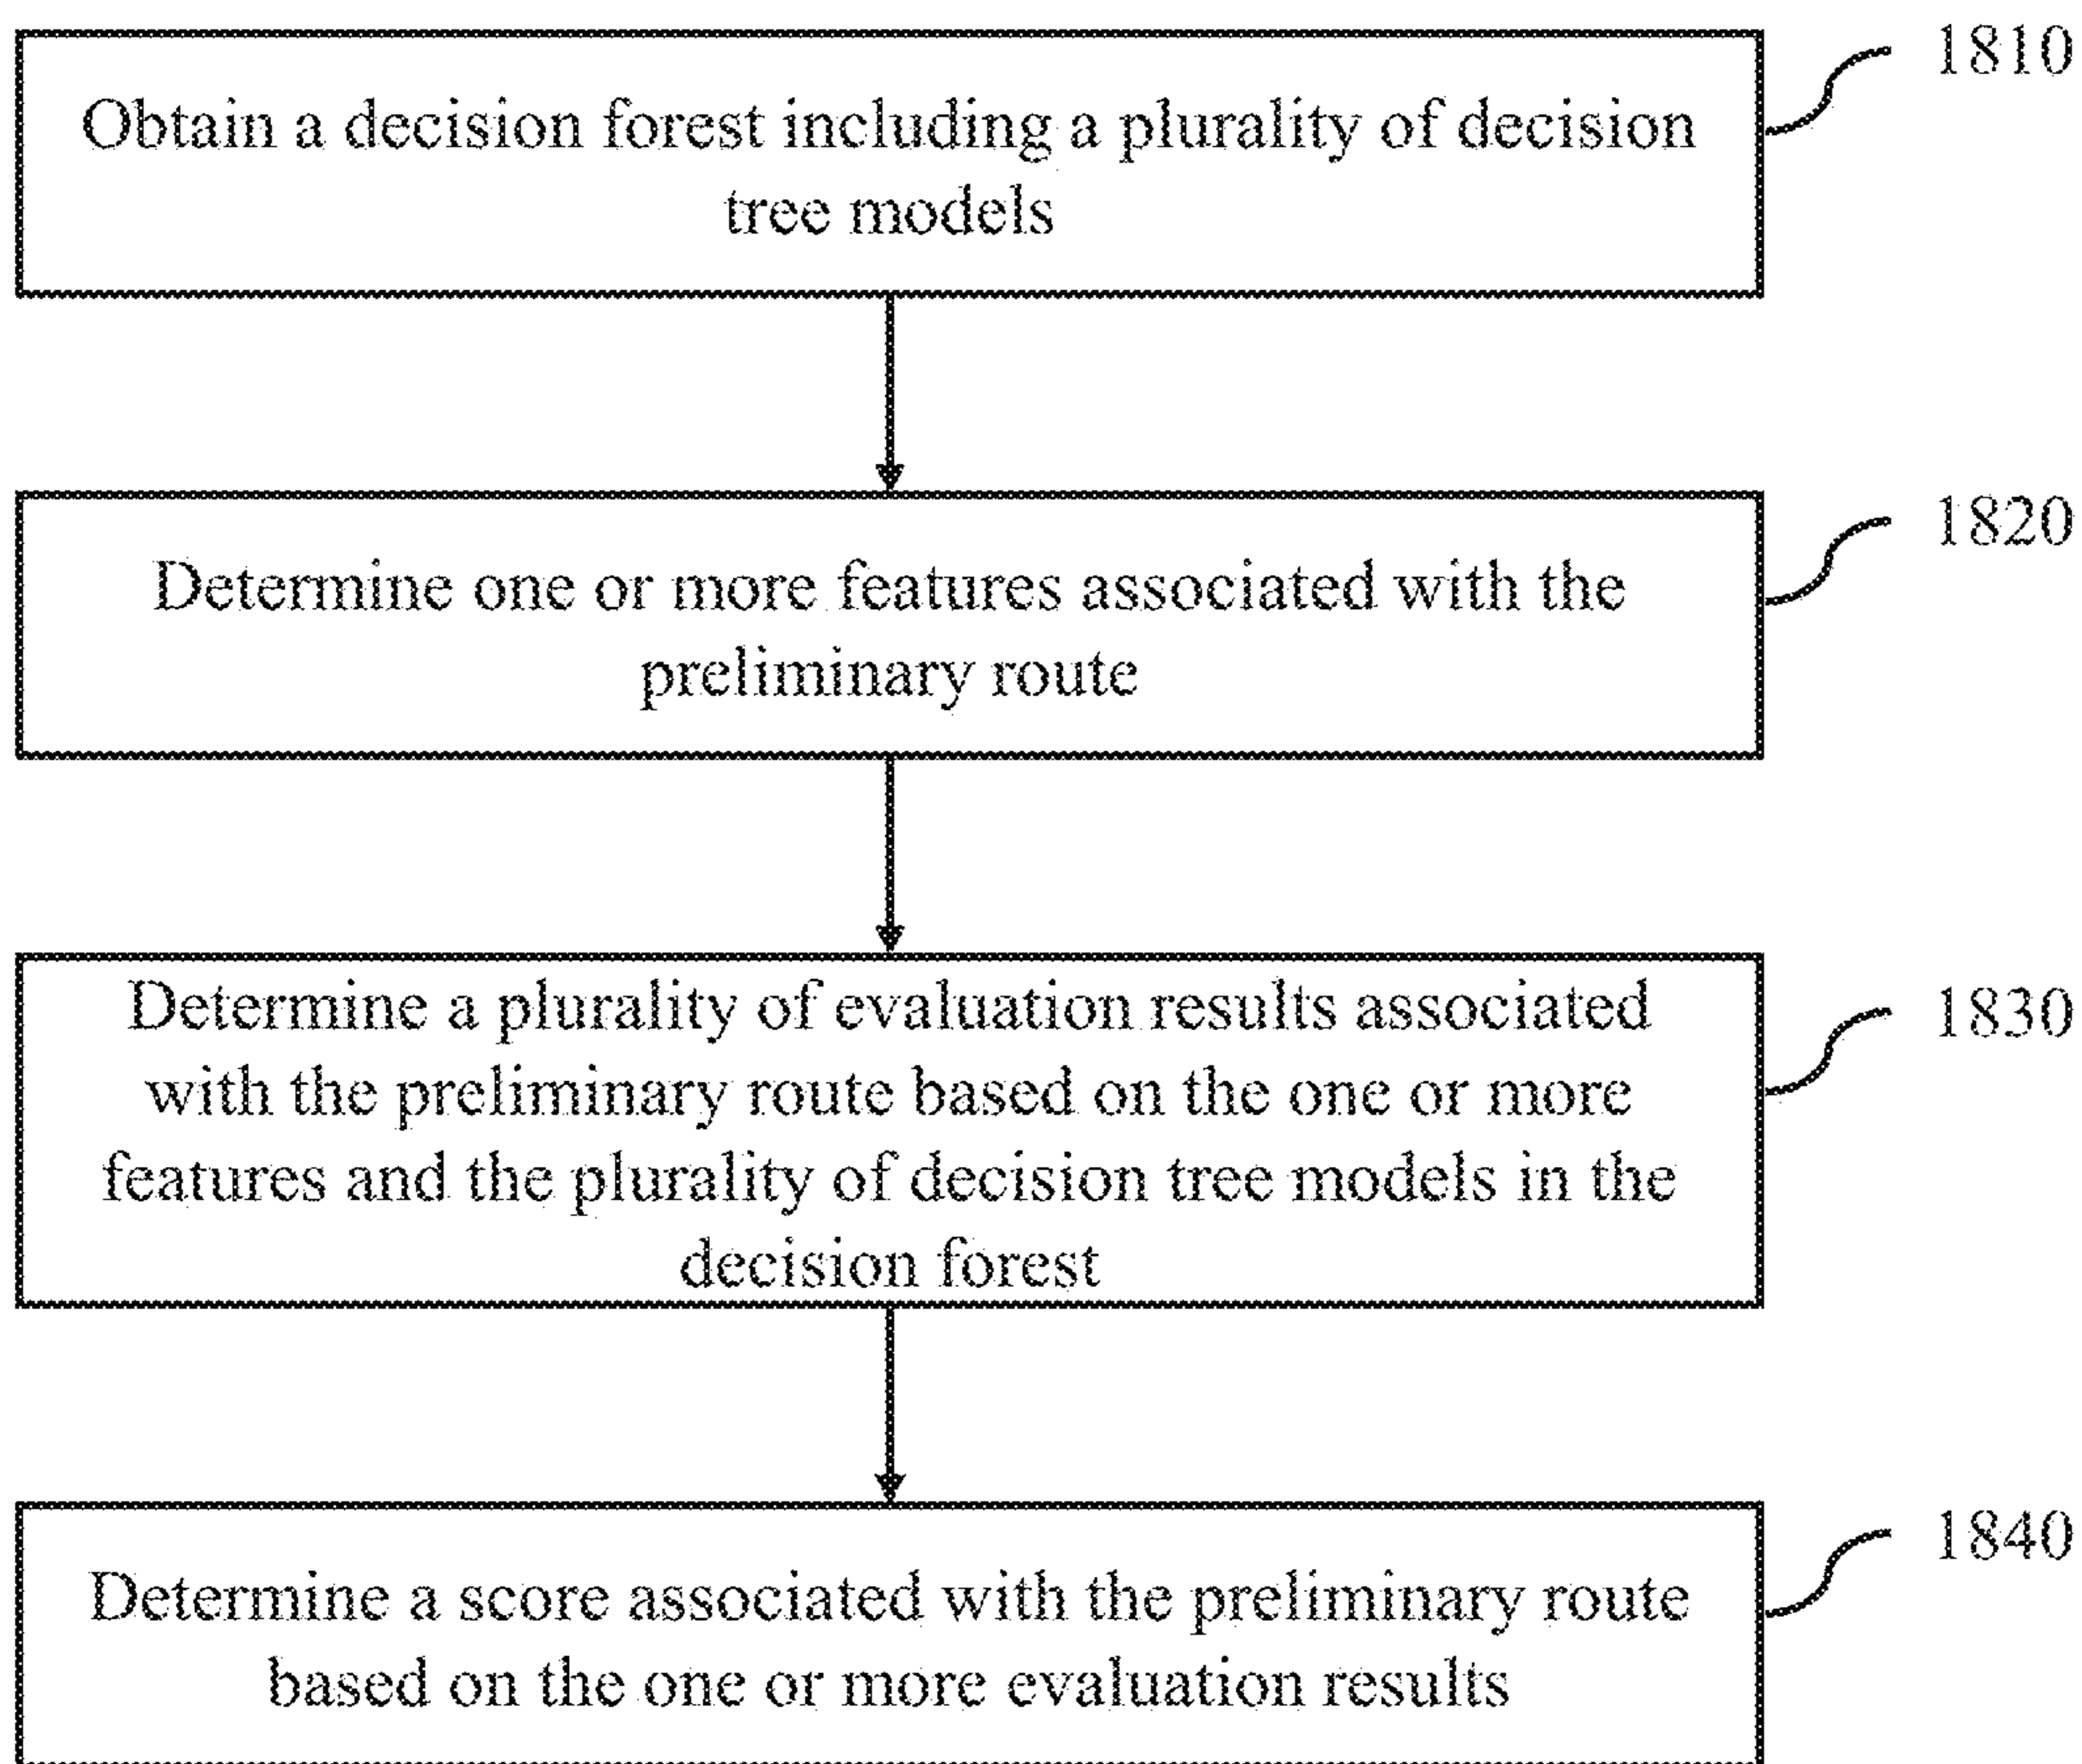 1810
Obtain a decision forest including a plurality of decision
tree models
1820
Determine one or more features associated with the
preliminary route
1830
Determine a plurality of evaluation results associated
with the preliminary route based on the one or more
features and the plurality of decision tree models in the
decision forest
1840
Determine a score associated with the preliminary route
based on the one or more evaluation results